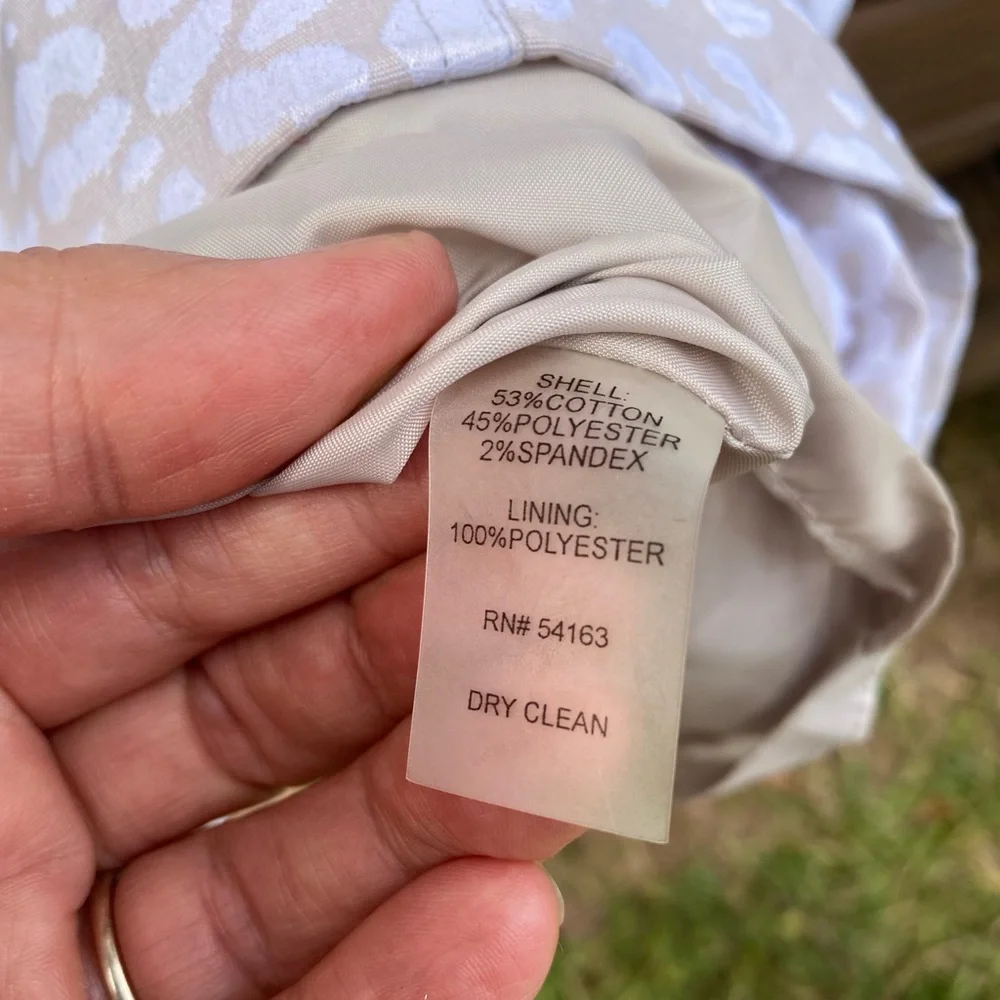 SHELL:
53%COTTON
45%POLYESTER
2%SPANDEX
LINING:
100%POLYESTER
RN# 54163
DRY CLEAN